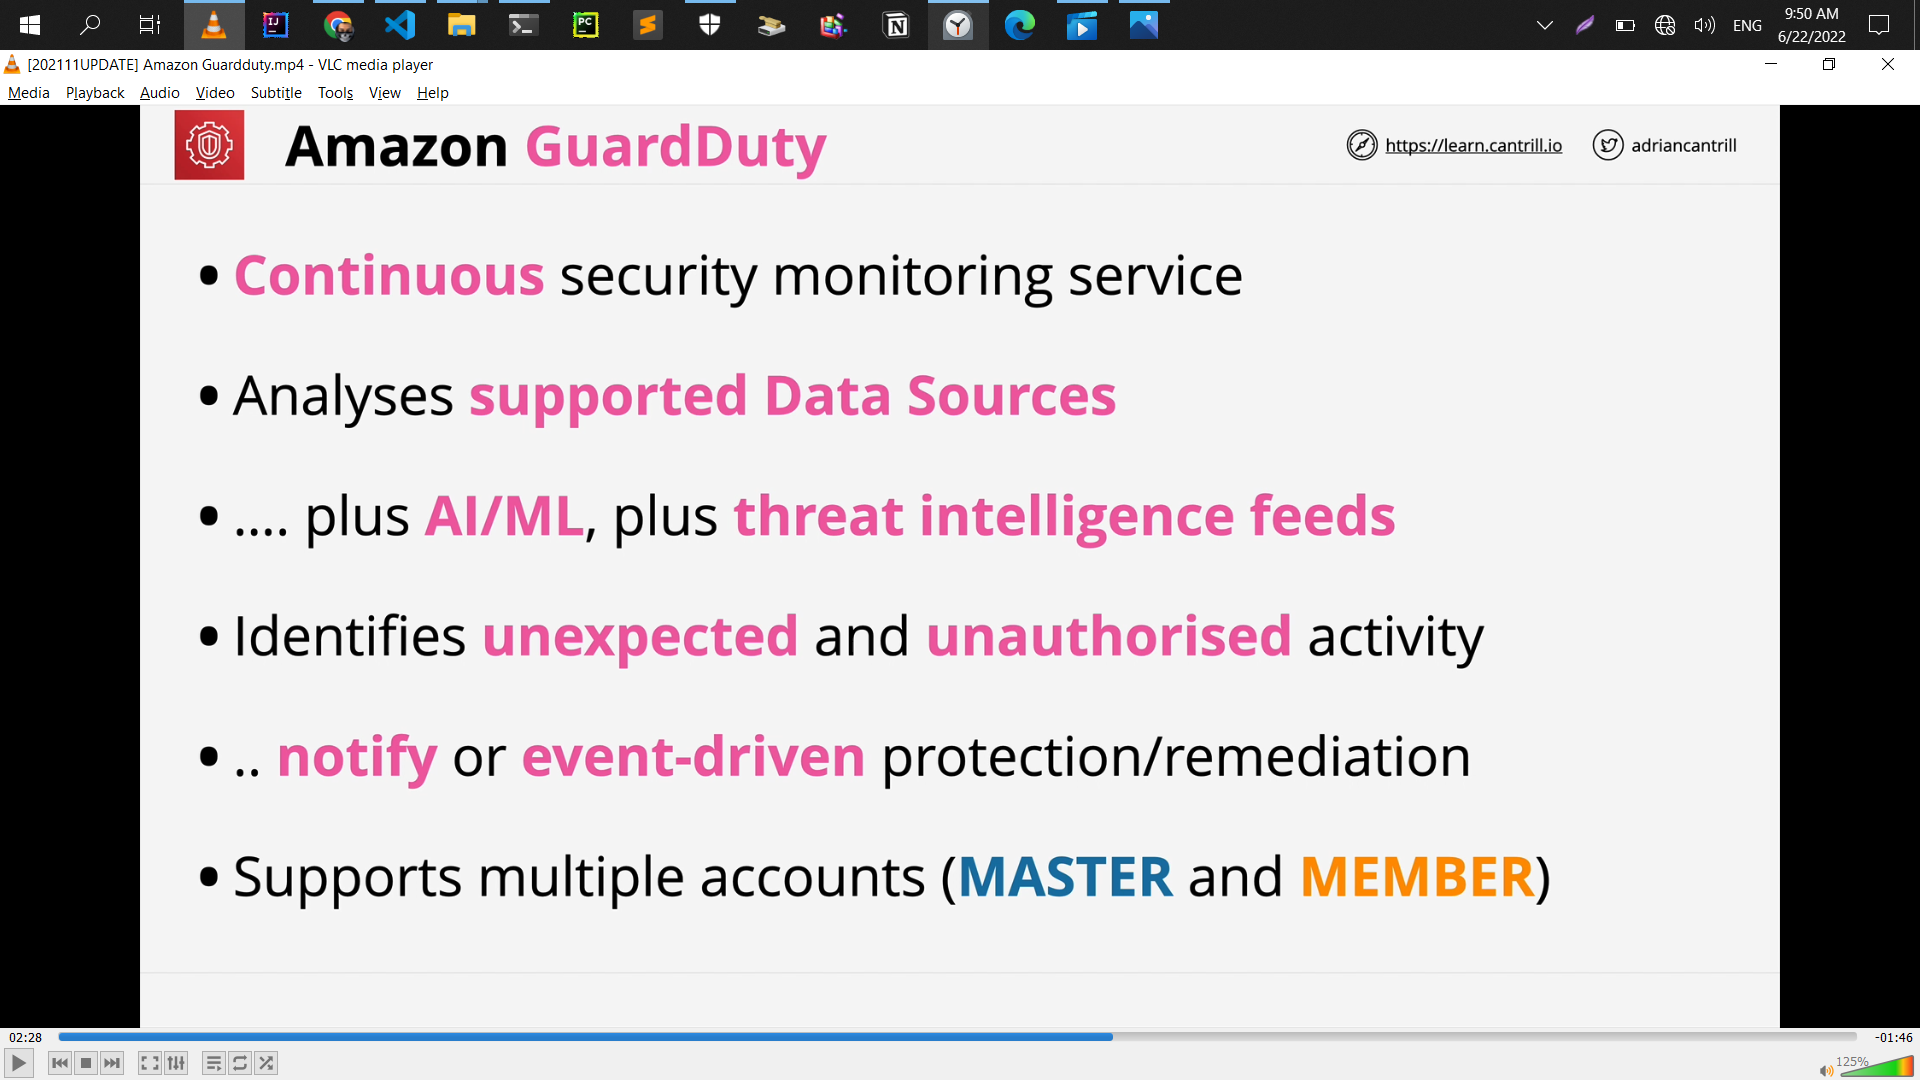 9:50 AM
ENG
6/22/2022
[202111UPDATE] Amazon Guardduty.mp4 - VLC media player
Media Playback Audio Video Subtitle Tools View Help
Amazon GuardDuty
https://learn.cantrill.io
adriancantrill
• Continuous security monitoring service
• Analyses supported Data Sources
• .... plus AI/ML, plus threat intelligence feeds
• Identifies unexpected and unauthorised activity
• .. notify or event-driven protection/remediation
• Supports multiple accounts (MASTER and MEMBER)
02:28
-01:46
125%